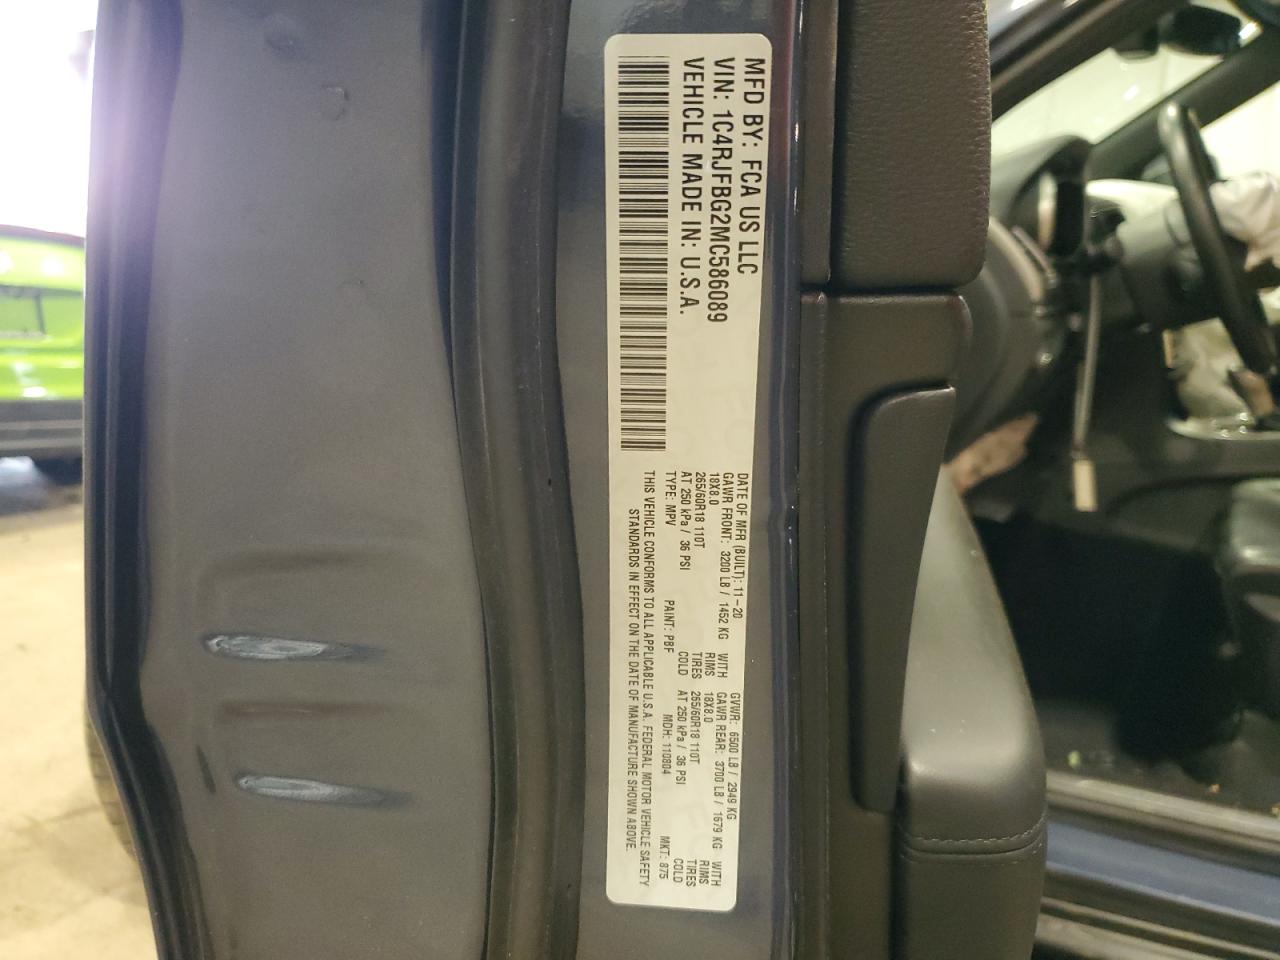 MFD BY: FCA US LLC
VIN: 1C4RJFBG2MC586089
VEHICLE MADE IN: U.S.A.
DATE OF MFR (BUILT): 11-20 GVWR: 6500 LB / 2949 KG
GAWR FRONT: 3200 LB / 1452 KG WITH GAWR REAR: 3700 LB / 1679 KG WITH
18X8.0 RIMS 18X8.0 RIMS
265/60R18 110T TIRES 265/60R18 110T TIRES
AT 250 kPa / 36 PSI COLD AT 250 kPa / 36 PSI COLD
TYPE: MPV PAINT: PBF MDH: 110804 MKT: 875
THIS VEHICLE CONFORMS TO ALL APPLICABLE U.S.A. FEDERAL MOTOR VEHICLE SAFETY
STANDARDS IN EFFECT ON THE DATE OF MANUFACTURE SHOWN ABOVE.